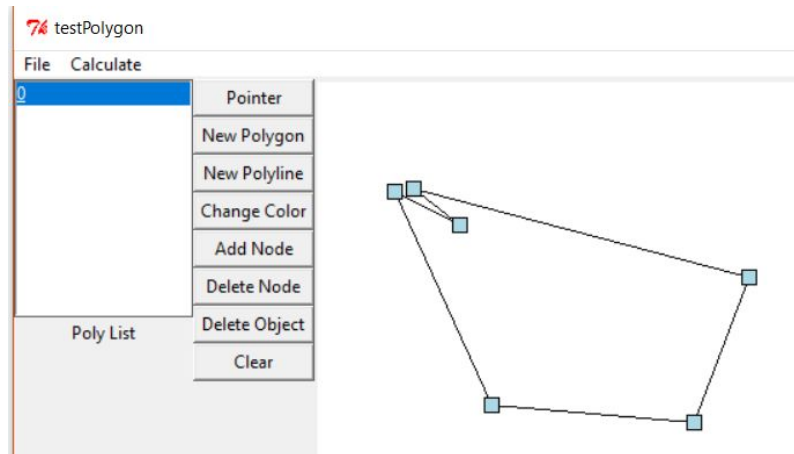 testPolygon
File Calculate
0
Pointer
New Polygon
New Polyline
Change Color
Add Node
Delete Node
Delete Object
Clear
Poly List